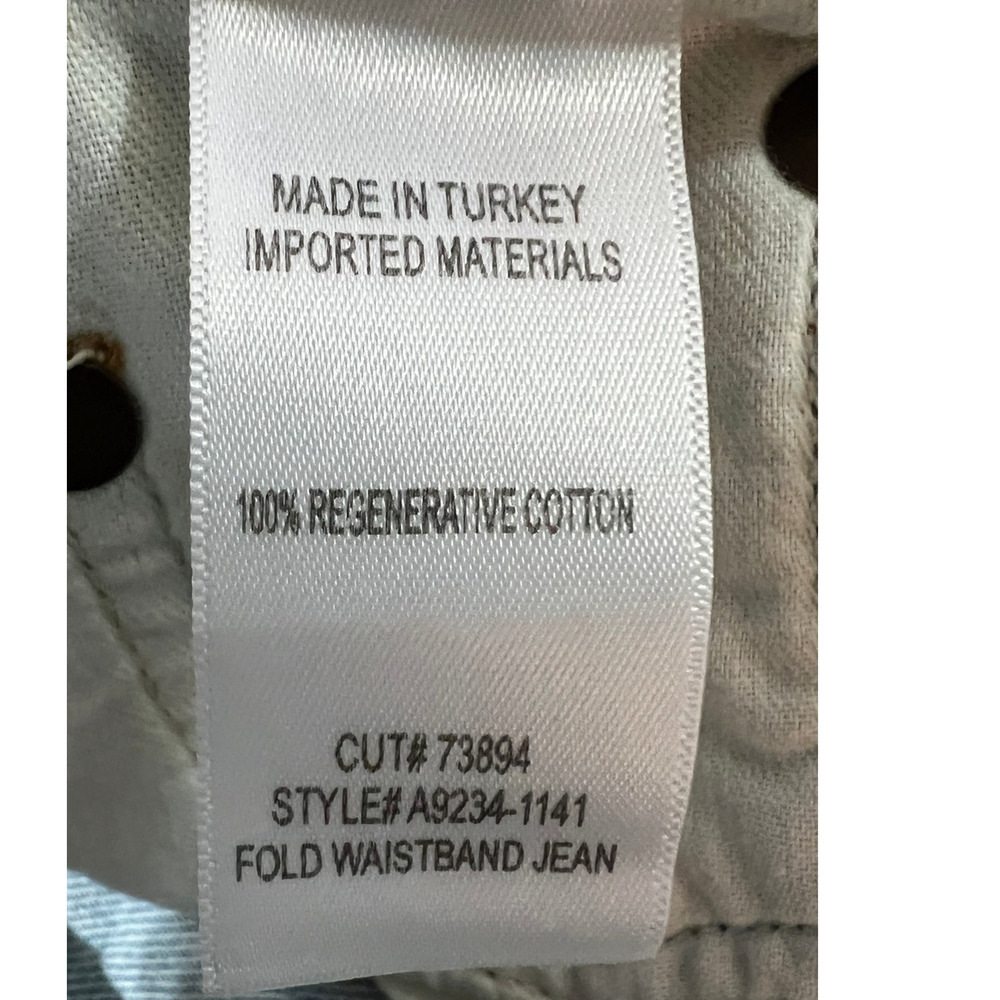 MADE IN TURKEY
IMPORTED MATERIALS
100% REGENERATIVE COTTON
CUT# 73894
STYLE# A9234-1141
FOLD WAISTBAND JEAN